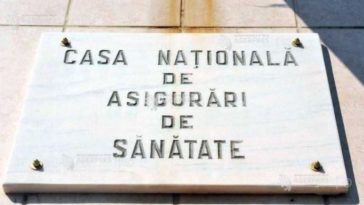 CASA NAȚIONALĂ
DE
ASIGURĂRI
DE
SĂNĂTATE